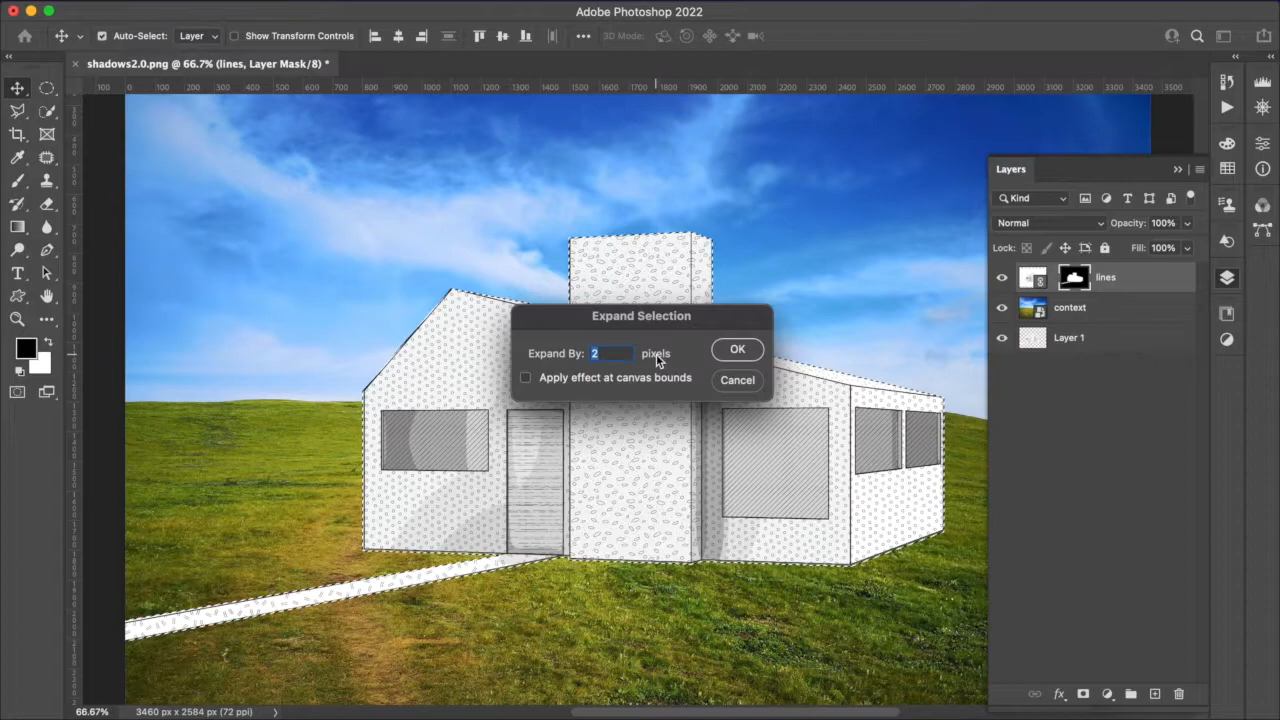 Adobe Photoshop 2022
Auto-Select: Layer Show Transform Controls 3D Mode:
shadows2.0.png @ 66.7% (lines, Layer Mask/8) *
100 0 100 200 300 400 500 600 700 800 900 1000 1100 1200 1300 1400 1500 1600 1700 1800 1900 2000 2100 2200 2300 2400 2500 2600 2700 2800 2900 3000 3100 3200 3300 3400 3500
Layers
Kind
Normal Opacity: 100%
Lock: Fill: 100%
lines
context
Layer 1
Expand Selection
Expand By: 2 pixels OK
Apply effect at canvas bounds Cancel
66.67% 3460 px x 2584 px (72 ppi)